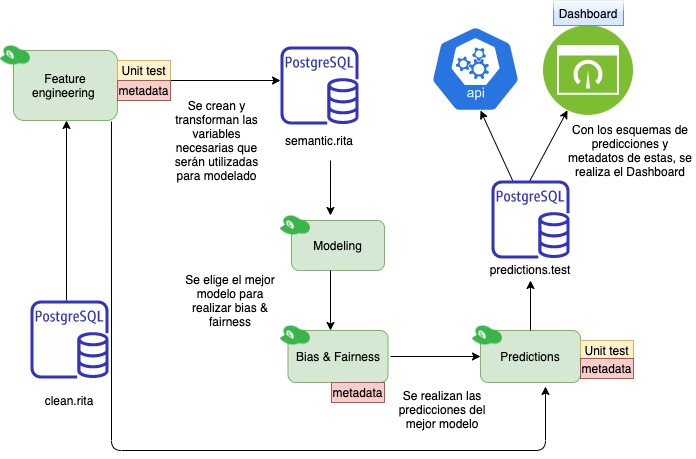 Dashboard
api
Feature
engineering
Unit test
metadata
PostgreSQL
semantic.rita
Se crean y
transforman las
variables
necesarias que
serán utilizadas
para modelado
Con los esquemas de
predicciones y
metadatos de estas, se
realiza el Dashboard
PostgreSQL
predictions.test
Modeling
Se elige el mejor
modelo para
realizar bias &
fairness
PostgreSQL
clean.rita
Bias & Fairness
metadata
Se realizan las
predicciones del
mejor modelo
Predictions
Unit test
metadata